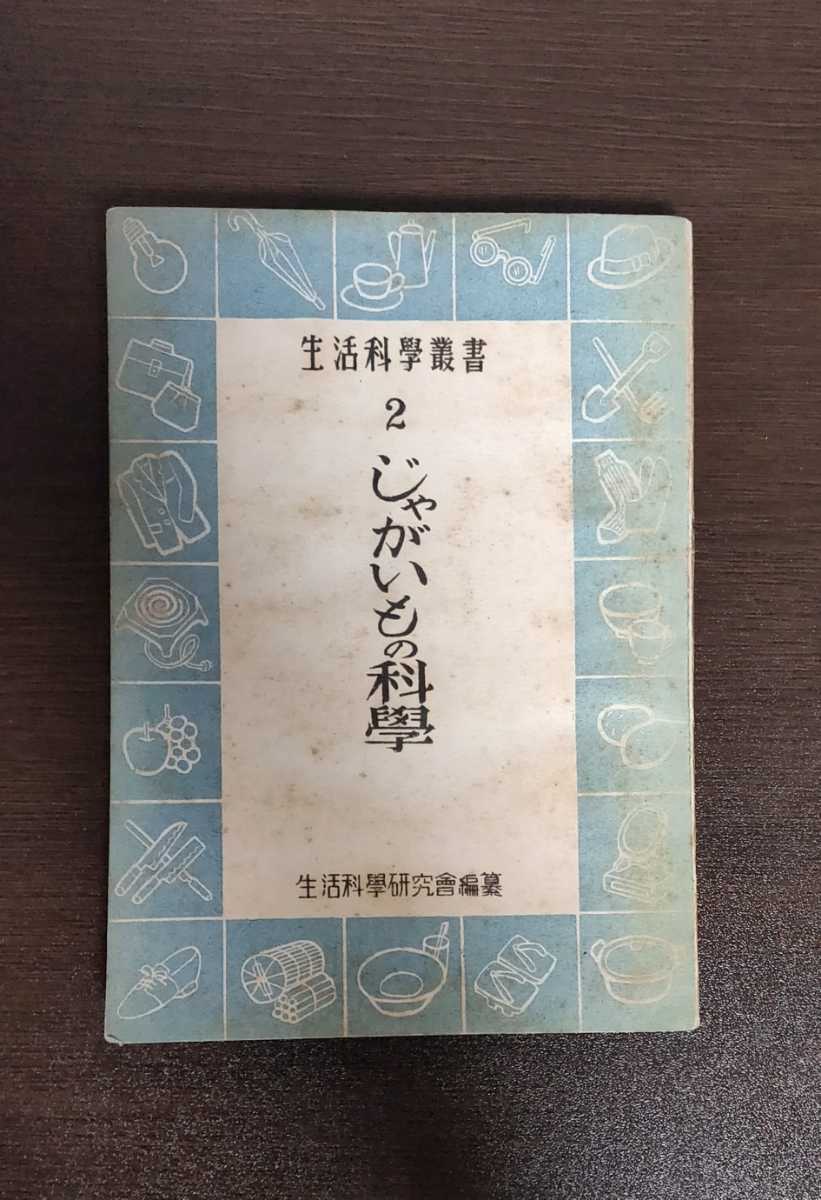 生活科學叢書
2
じゃがいもの科學
生活科學研究會編纂